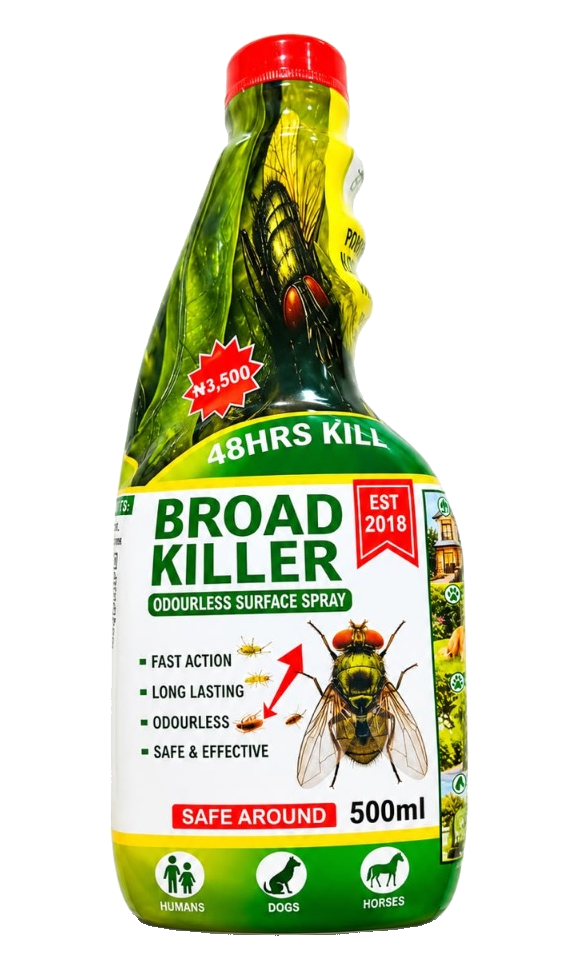 ₦3,500
48HRS KILL
BROAD
KILLER
EST
2018
ODOURLESS SURFACE SPRAY
FAST ACTION
LONG LASTING
ODOURLESS
SAFE & EFFECTIVE
SAFE AROUND
500ml
HUMANS
DOGS
HORSES